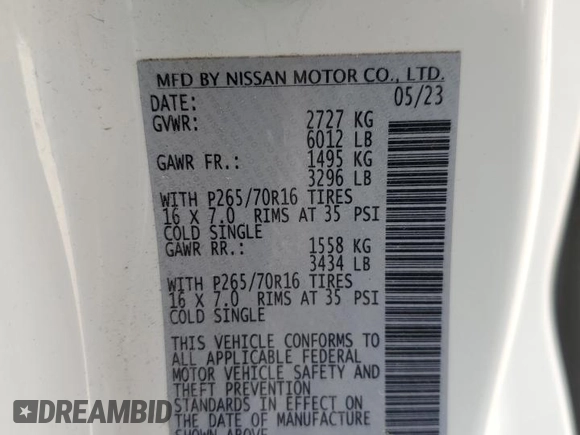 MFD BY NISSAN MOTOR CO., LTD.
DATE: 05/23
GVWR: 2727 KG
6012 LB
GAWR FR.: 1495 KG
3296 LB
WITH P265/70R16 TIRES
16 X 7.0 RIMS AT 35 PSI
COLD SINGLE
GAWR RR.: 1558 KG
3434 LB
WITH P265/70R16 TIRES
16 X 7.0 RIMS AT 35 PSI
COLD SINGLE
THIS VEHICLE CONFORMS TO
ALL APPLICABLE FEDERAL
MOTOR VEHICLE SAFETY AND
THEFT PREVENTION
STANDARDS IN EFFECT ON
THE DATE OF MANUFACTURE
SHOWN ABOVE
DREAMBID